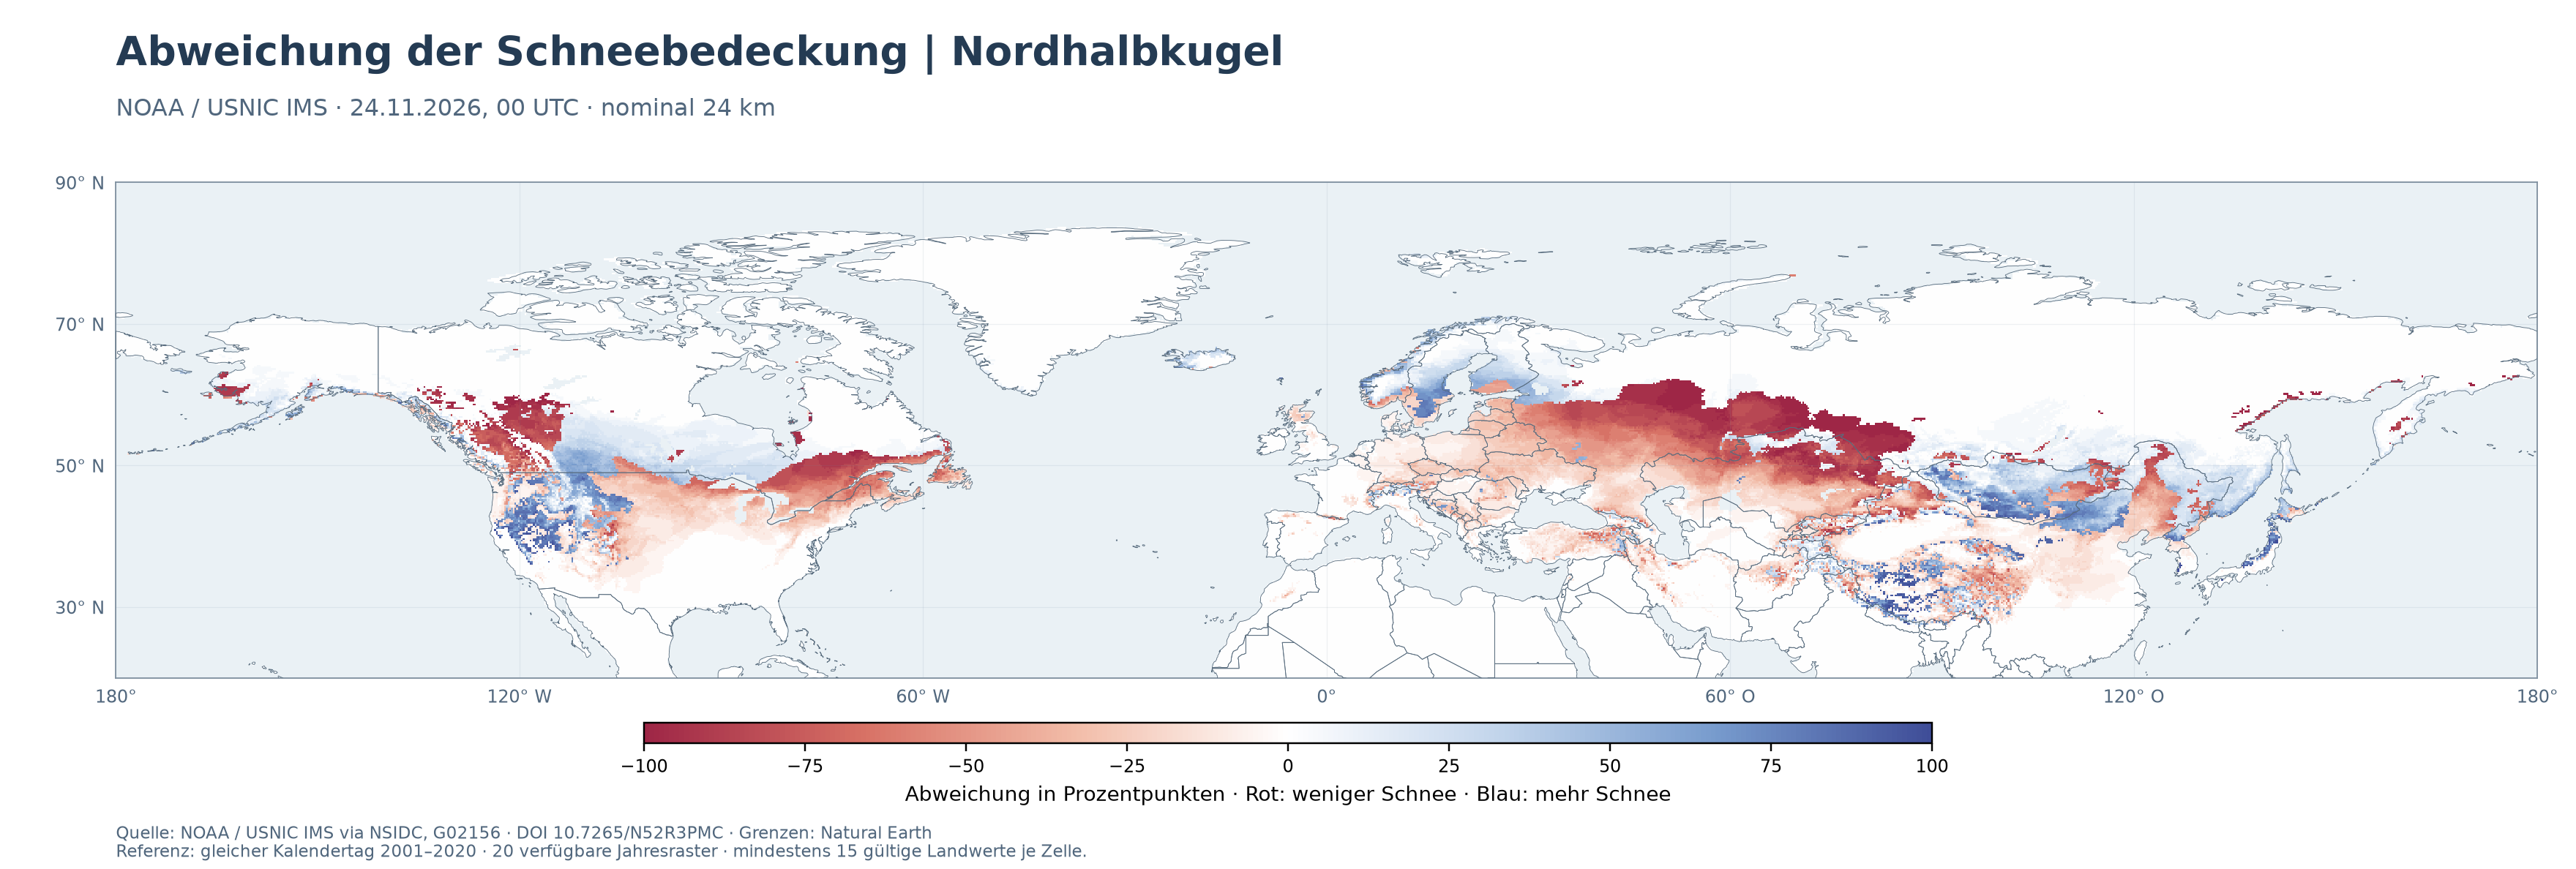 Abweichung der Schneebedeckung | Nordhalbkugel
NOAA / USNIC IMS · 24.11.2026, 00 UTC · nominal 24 km
90° N
70° N
50° N
30° N
180° 120° W 60° W 0° 60° O 120° O 180°
−100 −75 −50 −25 0 25 50 75 100
Abweichung in Prozentpunkten · Rot: weniger Schnee · Blau: mehr Schnee
Quelle: NOAA / USNIC IMS via NSIDC, G02156 · DOI 10.7265/N52R3PMC · Grenzen: Natural Earth
Referenz: gleicher Kalendertag 2001–2020 · 20 verfügbare Jahresraster · mindestens 15 gültige Landwerte je Zelle.